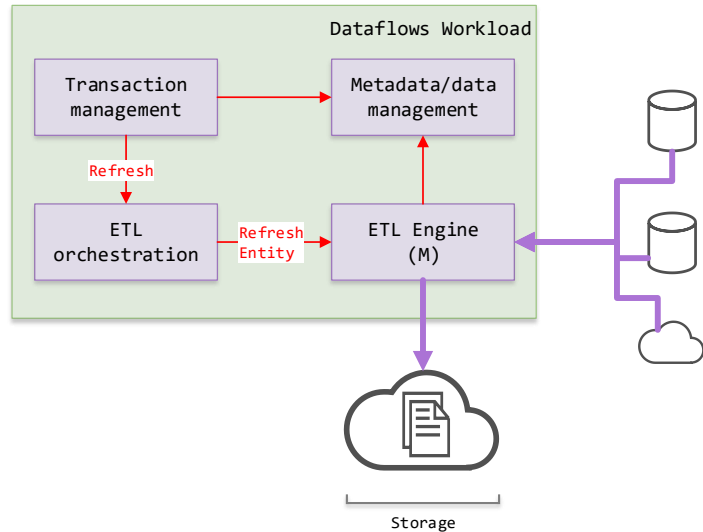 Dataflows Workload
Transaction
management
Metadata/data
management
Refresh
ETL
orchestration
Refresh
Entity
ETL Engine
(M)
Storage